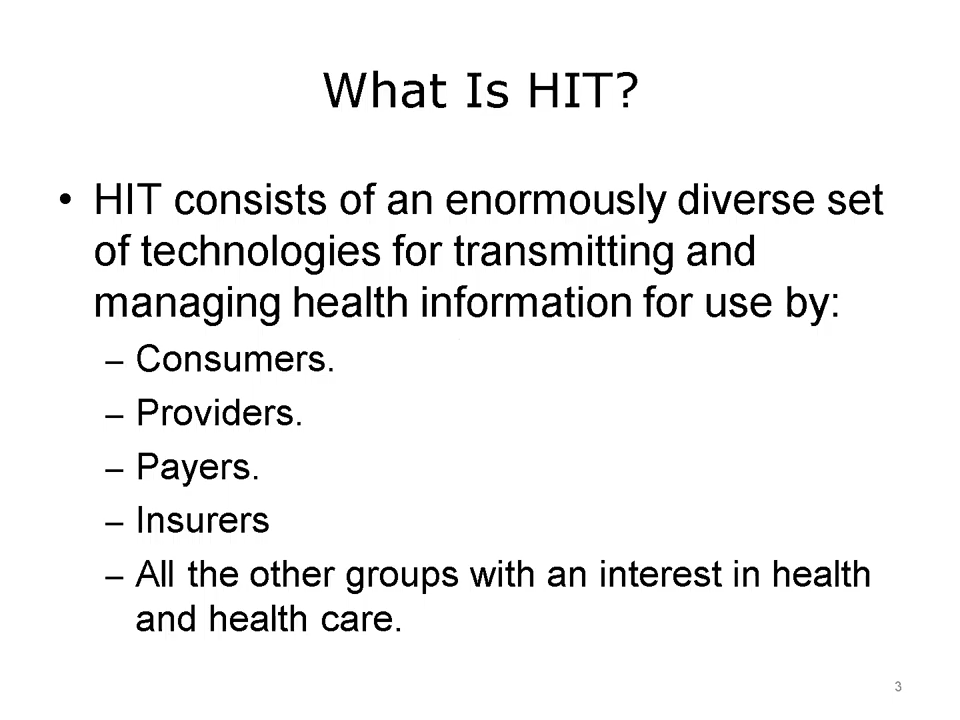 What Is HIT?
• HIT consists of an enormously diverse set
of technologies for transmitting and
managing health information for use by:
– Consumers.
– Providers.
– Payers.
– Insurers
– All the other groups with an interest in health
and health care.
3